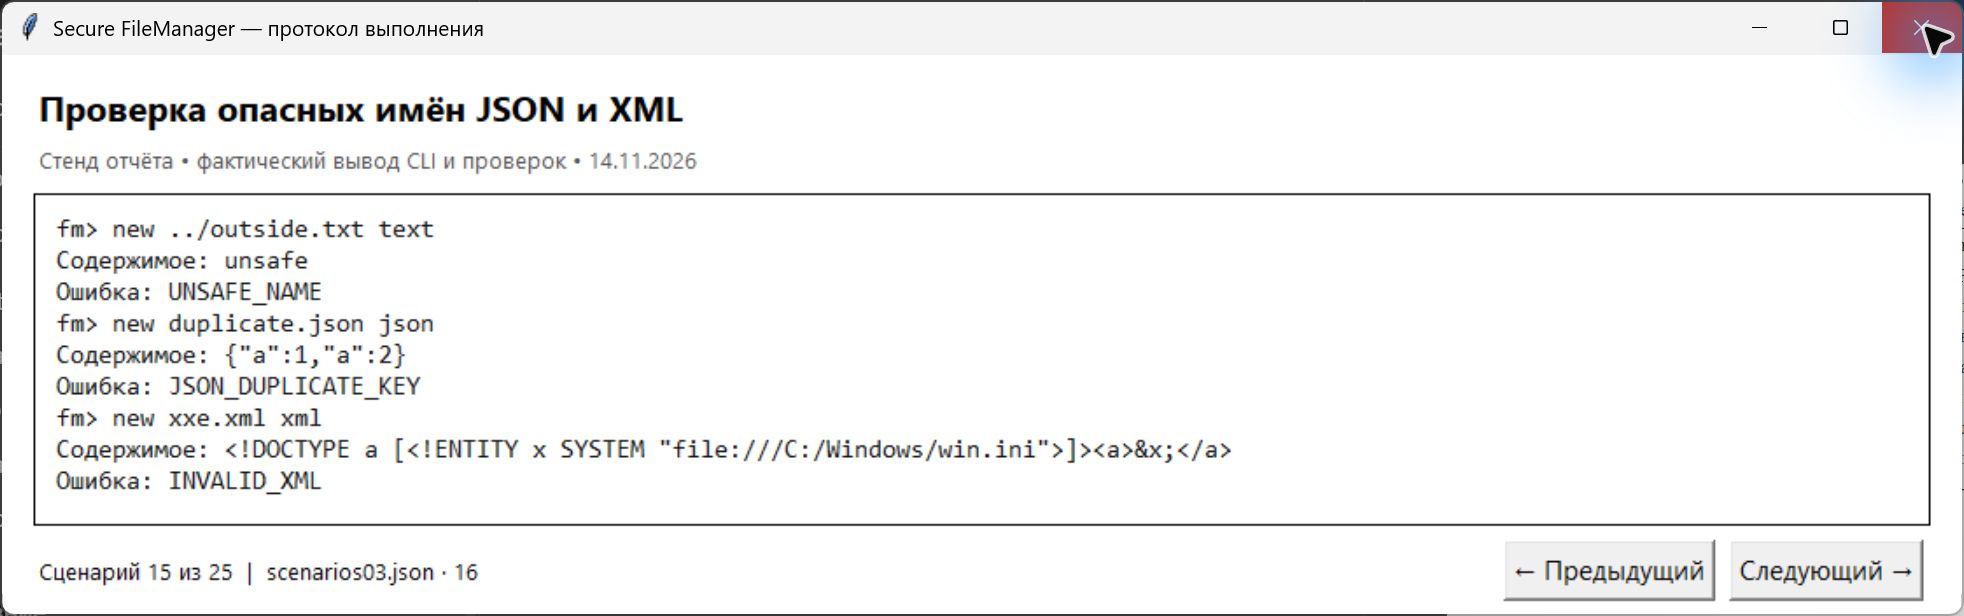 Secure FileManager — протокол выполнения
Проверка опасных имён JSON и XML
Стенд отчёта • фактический вывод CLI и проверок • 14.11.2026
fm> new ../outside.txt text
Содержимое: unsafe
Ошибка: UNSAFE_NAME
fm> new duplicate.json json
Содержимое: {"a":1,"a":2}
Ошибка: JSON_DUPLICATE_KEY
fm> new xxe.xml xml
Содержимое: <!DOCTYPE a [<!ENTITY x SYSTEM "file:///C:/Windows/win.ini">]><a>&x;</a>
Ошибка: INVALID_XML
Сценарий 15 из 25 | scenarios03.json · 16
← Предыдущий
Следующий →